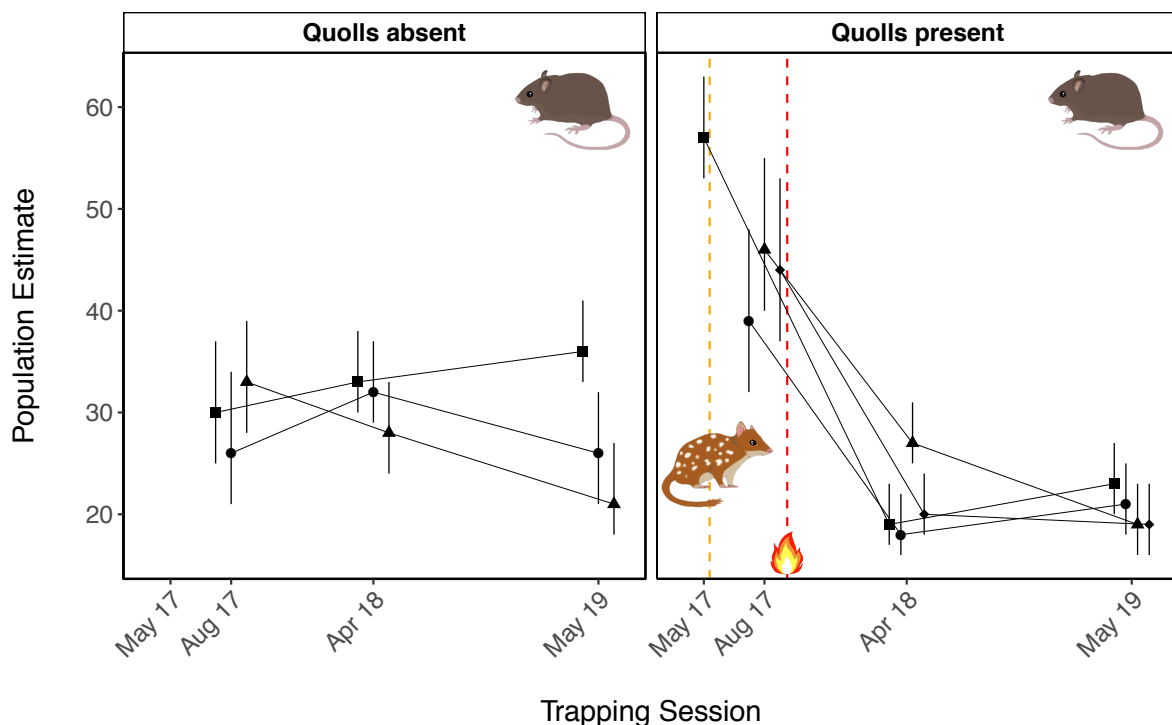 Quolls absent
Quolls present
Population Estimate
60
50
40
30
20
May 17
Aug 17
Apr 18
May 19
May 17
Aug 17
Apr 18
May 19
Trapping Session